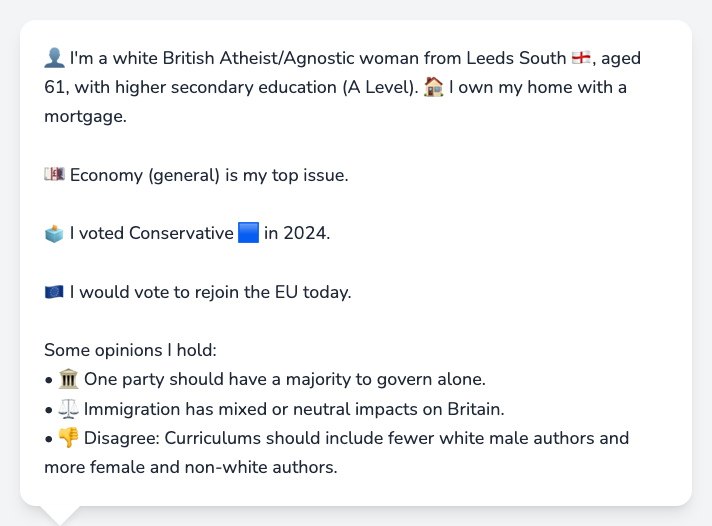 👤 I'm a white British Atheist/Agnostic woman from Leeds South 🏴󠁧󠁢󠁥󠁮󠁧󠁿, aged
61, with higher secondary education (A Level). 🏠 I own my home with a
mortgage.
💷 Economy (general) is my top issue.
🗳️ I voted Conservative 🟦 in 2024.
🇪🇺 I would vote to rejoin the EU today.
Some opinions I hold:
• 🏛️ One party should have a majority to govern alone.
• ⚖️ Immigration has mixed or neutral impacts on Britain.
• 👎 Disagree: Curriculums should include fewer white male authors and
more female and non-white authors.